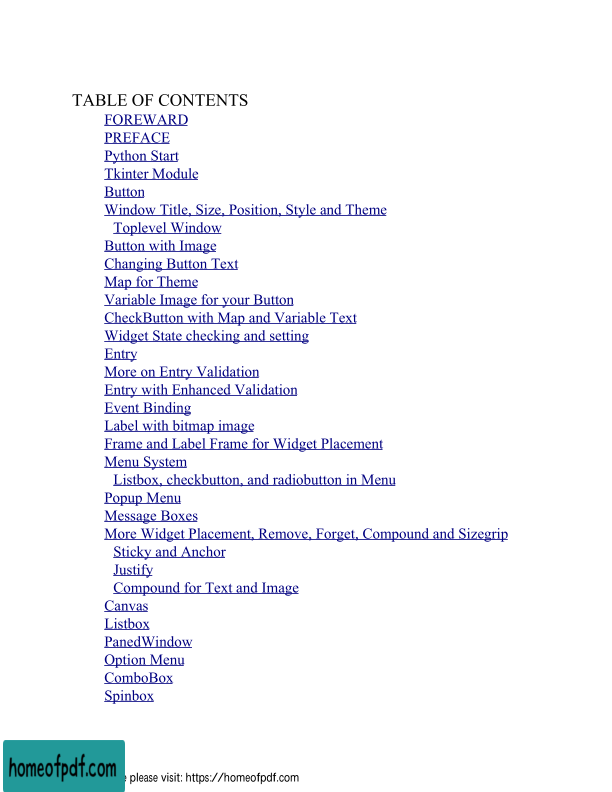 TABLE OF CONTENTS
FOREWARD
PREFACE
Python Start
Tkinter Module
Button
Window Title, Size, Position, Style and Theme
Toplevel Window
Button with Image
Changing Button Text
Map for Theme
Variable Image for your Button
CheckButton with Map and Variable Text
Widget State checking and setting
Entry
More on Entry Validation
Entry with Enhanced Validation
Event Binding
Label with bitmap image
Frame and Label Frame for Widget Placement
Menu System
Listbox, checkbutton, and radiobutton in Menu
Popup Menu
Message Boxes
More Widget Placement, Remove, Forget, Compound and Sizegrip
Sticky and Anchor
Justify
Compound for Text and Image
Canvas
Listbox
PanedWindow
Option Menu
ComboBox
Spinbox
homeofpdf.com
please visit: https://homeofpdf.com